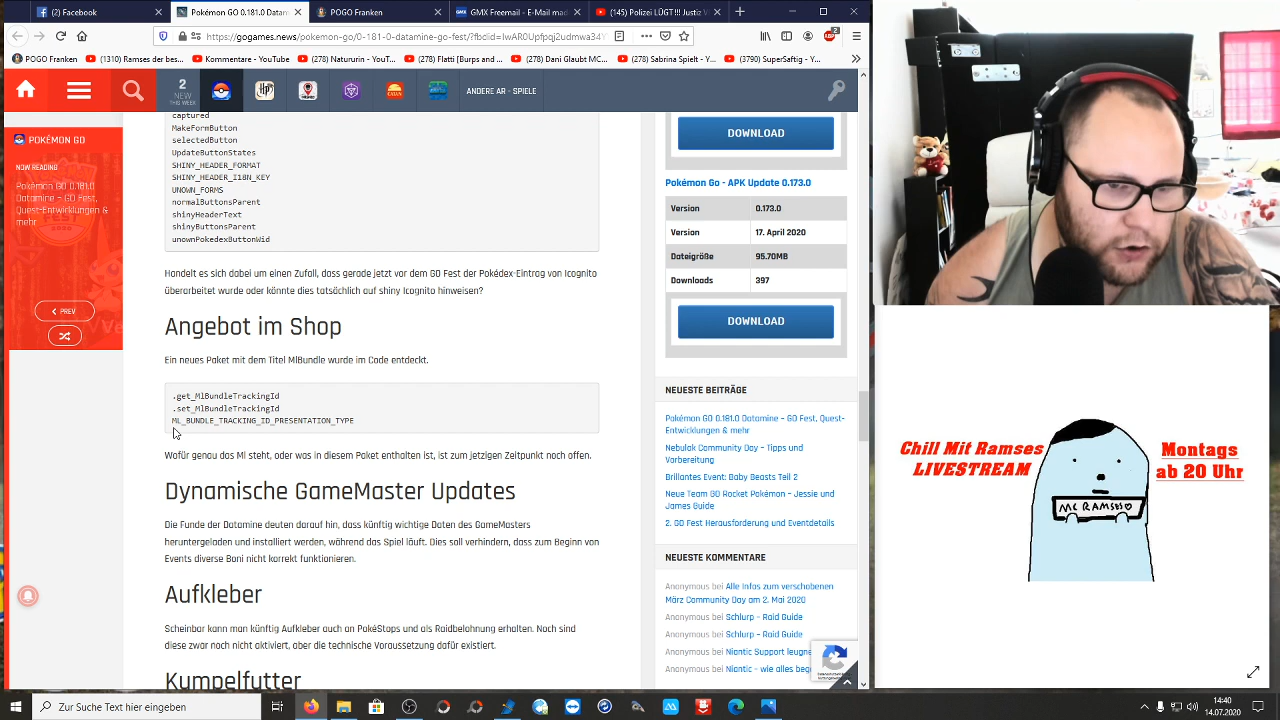 Facebook
Pokémon GO 0.181.0 Datamine
POGO Franken
GMX Freemail - E-Mail made
(145) Polizei LÜGT!!! Justiz
https://gogames.news/pokemon-go/0-181-0-datamine-go-fest/?fbclid=IwAR0Upfpqj2udmwa34Y
POGO Franken
(1310) Ramses der bes...
Kommentare - YouTube
(278) Natururin - YouT...
(278) Flatti [Burps and ...
(278) Dani Glaubt MC...
(278) Sabrina Spielt - Y...
(3790) SuperSaftig - Y...
2
NEW
THIS WEEK
ANDERE AR - SPIELE
POKÉMON GO
NOW READING
Pokémon GO 0.181.0
Datamine – GO Fest,
Quest-Entwicklungen &
mehr
PREV
captured
MakeFormButton
selectedButton
UpdateButtonStates
SHINY_HEADER_FORMAT
SHINY_HEADER_I18N_KEY
UNOWN_FORMS
normalButtonsParent
shinyHeaderText
shinyButtonsParent
unownPokedexButtonWid
Handelt es sich dabei um einen Zufall, dass gerade jetzt vor dem GO Fest der Pokédex-Eintrag von Icognito
überarbeitet wurde oder könnte dies tatsächlich auf shiny Icognito hinweisen?
Angebot im Shop
Ein neues Paket mit dem Titel MlBundle wurde im Code entdeckt.
.get_MlBundleTrackingId
.set_MlBundleTrackingId
ML_BUNDLE_TRACKING_ID_PRESENTATION_TYPE
Wofür genau das Ml steht oder was in diesem Paket enthalten ist, ist zum jetzigen Zeitpunkt noch offen.
Dynamische GameMaster Updates
Die Funde der Datamine deuten darauf hin, dass künftig wichtige Daten des GameMasters
heruntergeladen und installiert werden, während das Spiel läuft. Dies soll verhindern, dass zum Beginn von
Events diverse Boni nicht korrekt funktionieren.
Aufkleber
Scheinbar kann man künftig Aufkleber auch an PokéStops und als Raidbelohnung erhalten. Noch sind
diese zwar noch nicht aktiviert, aber die technische Voraussetzung dafür existiert.
Kumpelfutter
DOWNLOAD
Pokémon Go - APK Update 0.173.0
Version 0.173.0
Version 17. April 2020
Dateigröße 95.70MB
Downloads 397
DOWNLOAD
NEUESTE BEITRÄGE
Pokémon GO 0.181.0 Datamine – GO Fest, Quest-
Entwicklungen & mehr
Nebulak Community Day – Tipps und
Vorbereitung
Brillantes Event: Baby Beasts Teil 2
Neue Team GO Rocket Pokémon – Jessie und
James Guide
2. GO Fest Herausforderung und Eventdetails
NEUESTE KOMMENTARE
Anonymous bei Alle Infos zum verschobenen
März Community Day am 2. Mai 2020
Anonymous bei Schlurp – Raid Guide
Anonymous bei Schlurp – Raid Guide
Anonymous bei Niantic Support leugne
Anonymous bei Niantic – wie alles beg
Chill Mit Ramses
LIVESTREAM
MC RAMSES
Montags
ab 20 Uhr
Zur Suche Text hier eingeben
14:40
14.07.2020